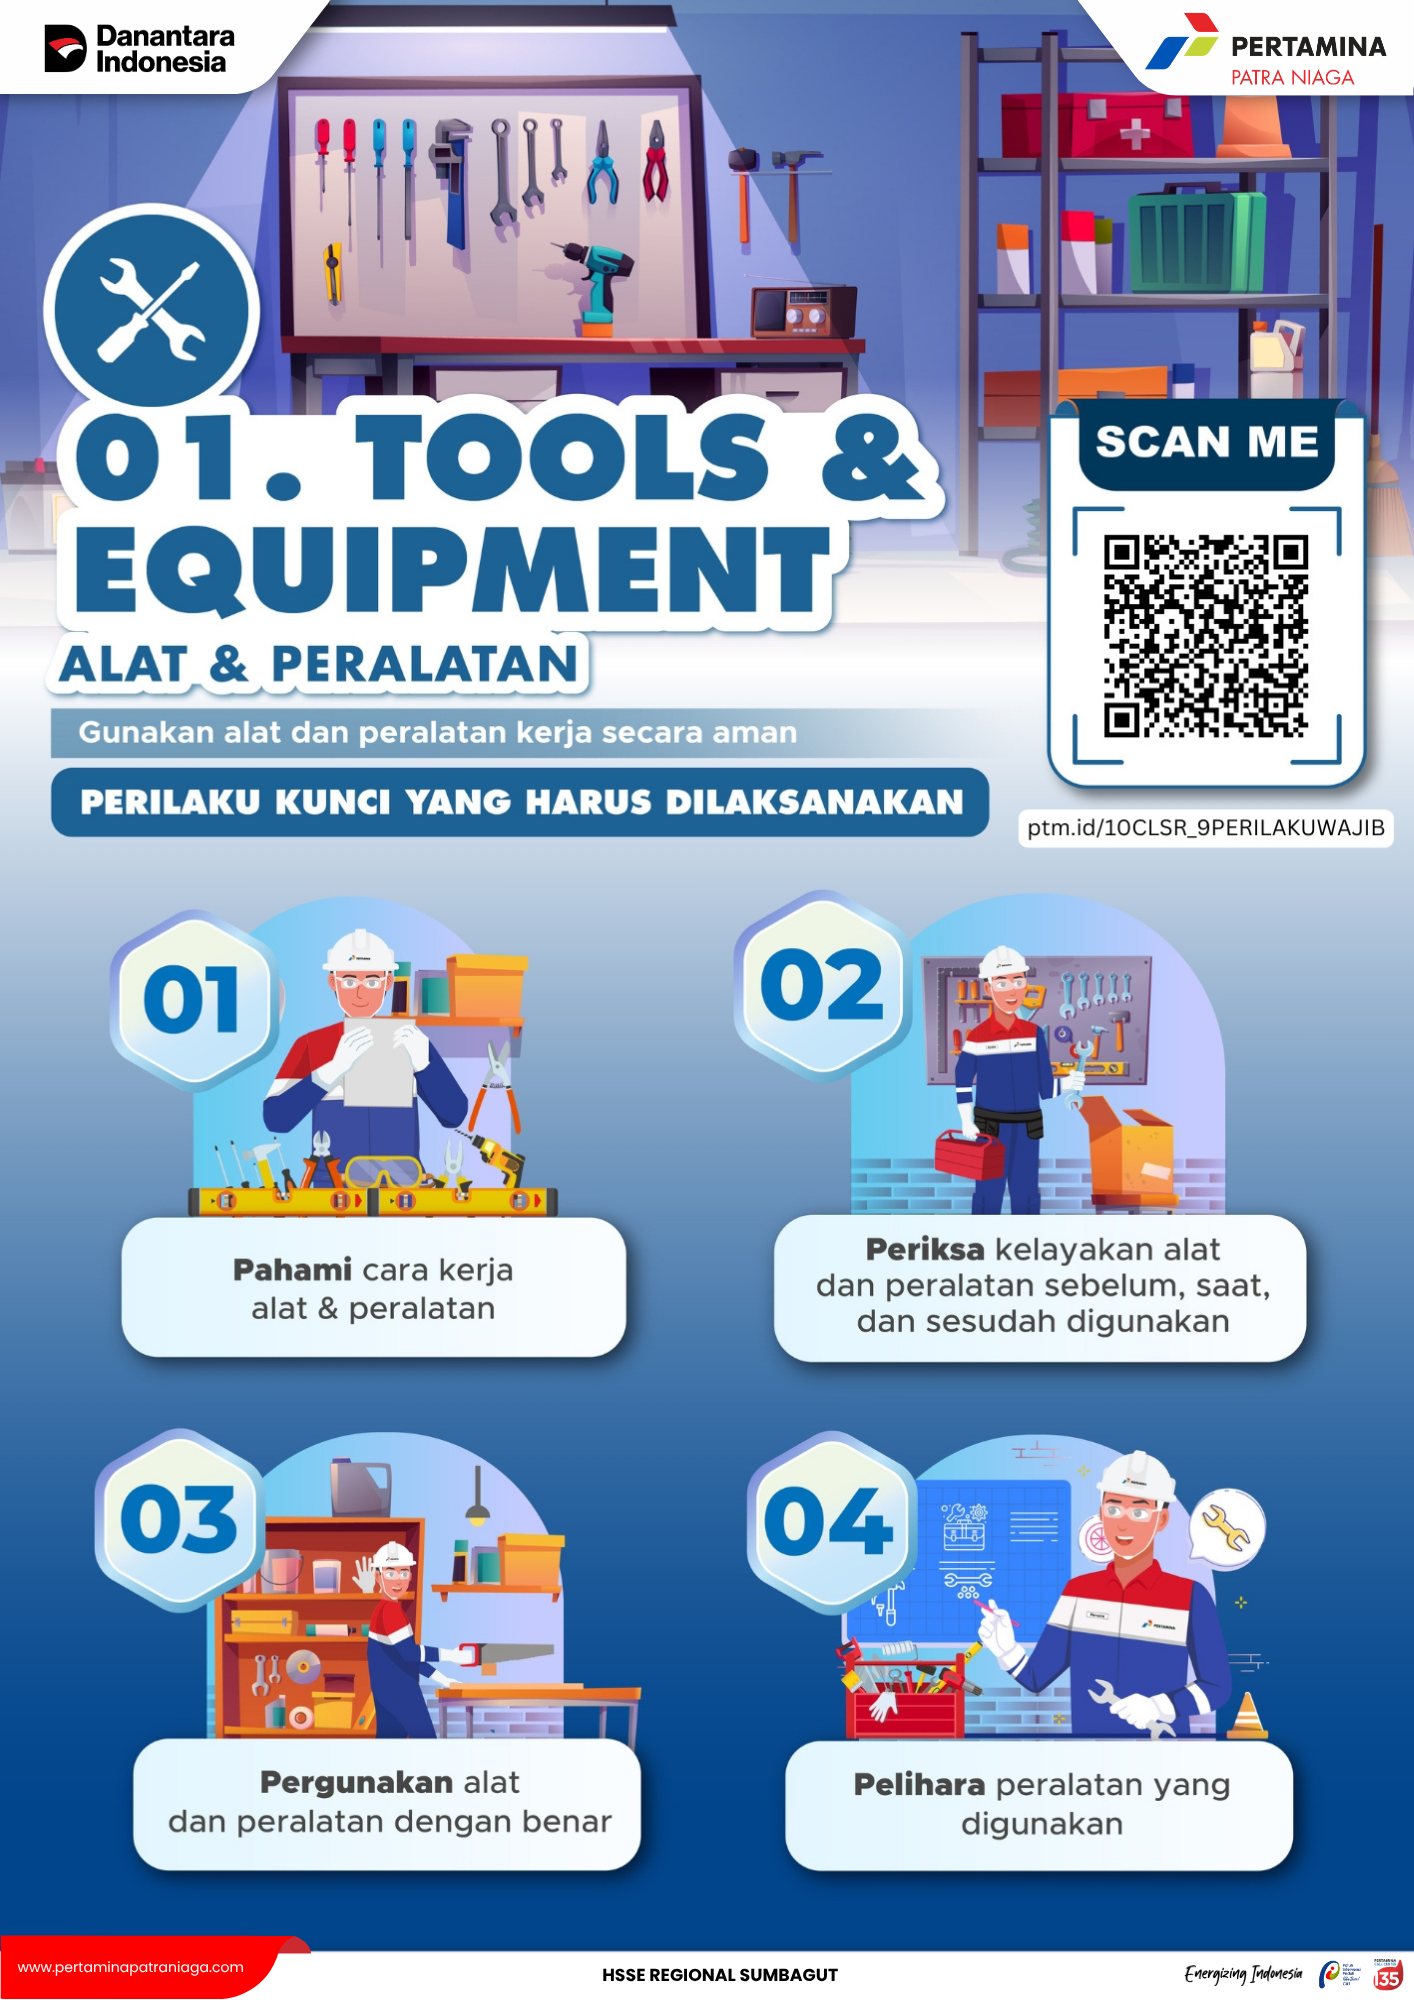 Danantara
Indonesia
PERTAMINA
PATRA NIAGA
01. TOOLS &
EQUIPMENT
ALAT & PERALATAN
Gunakan alat dan peralatan kerja secara aman
PERILAKU KUNCI YANG HARUS DILAKSANAKAN
SCAN ME
ptm.id/10CLSR_9PERILAKUWAJIB
01
Pahami cara kerja
alat & peralatan
02
Periksa kelayakan alat
dan peralatan sebelum, saat,
dan sesudah digunakan
03
Pergunakan alat
dan peralatan dengan benar
04
PERTAMINA
Pelihara peralatan yang
digunakan
www.pertaminapatraniaga.com
HSSE REGIONAL SUMBAGUT
Energizing Indonesia
135